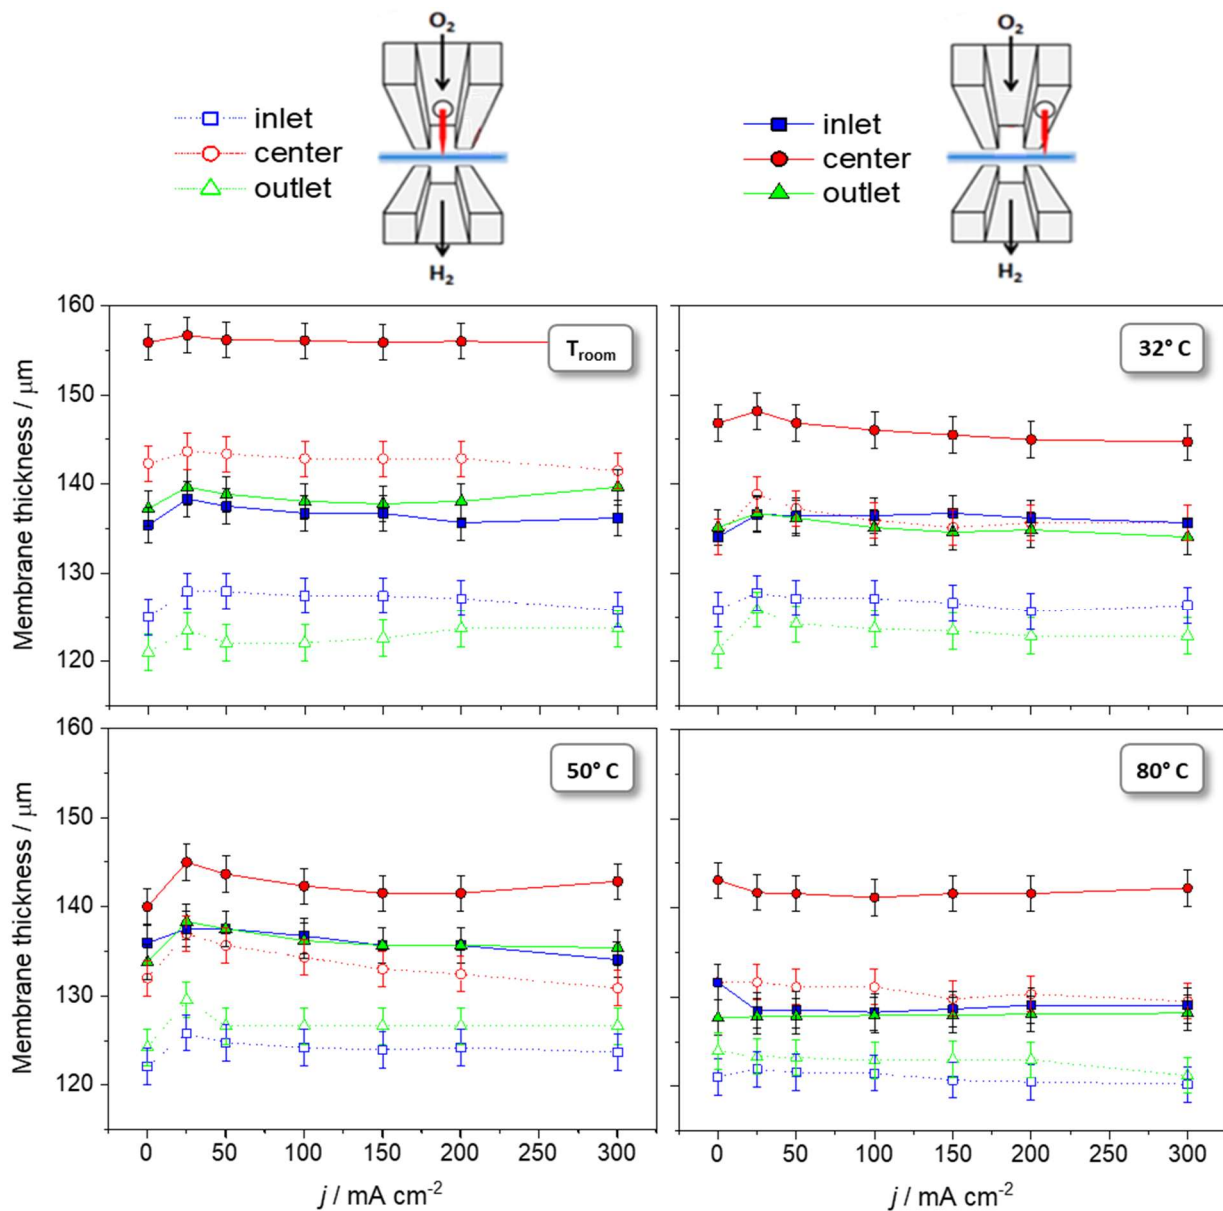 O₂
O₂
inlet
center
outlet
inlet
center
outlet
H₂
H₂
Membrane thickness / μm
160
150
140
130
120
T_room
32° C
Membrane thickness / μm
160
150
140
130
120
50° C
80° C
0 50 100 150 200 250 300
0 50 100 150 200 250 300
j / mA cm⁻²
j / mA cm⁻²